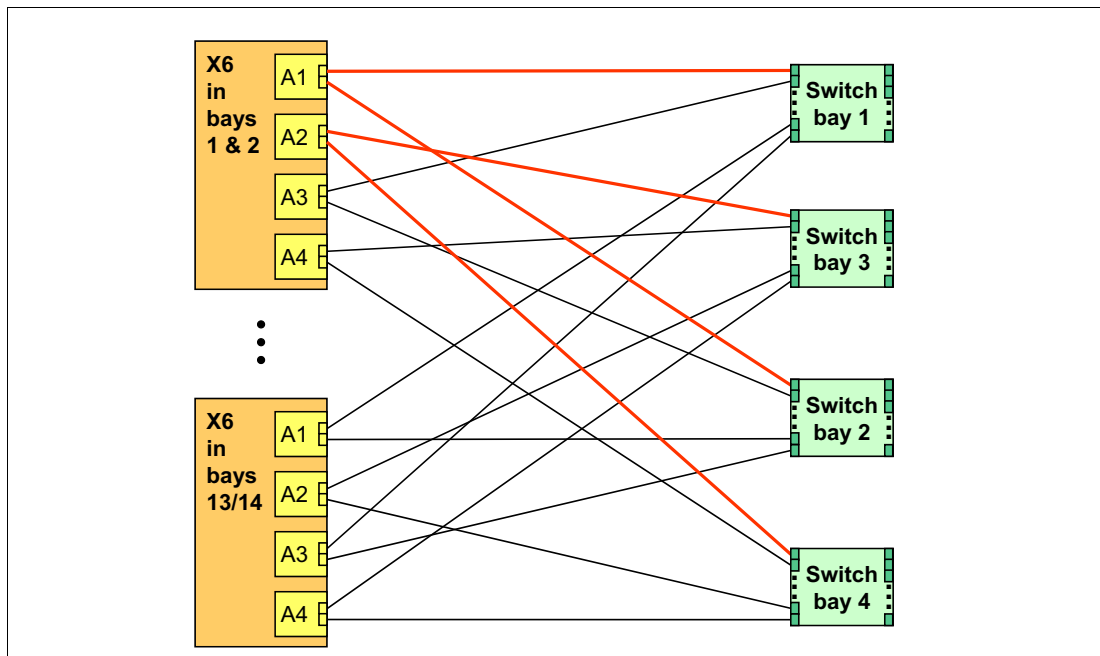 X6
in
bays
1 & 2
A1
A2
A3
A4
X6
in
bays
13/14
A1
A2
A3
A4
Switch
bay 1
Switch
bay 3
Switch
bay 2
Switch
bay 4